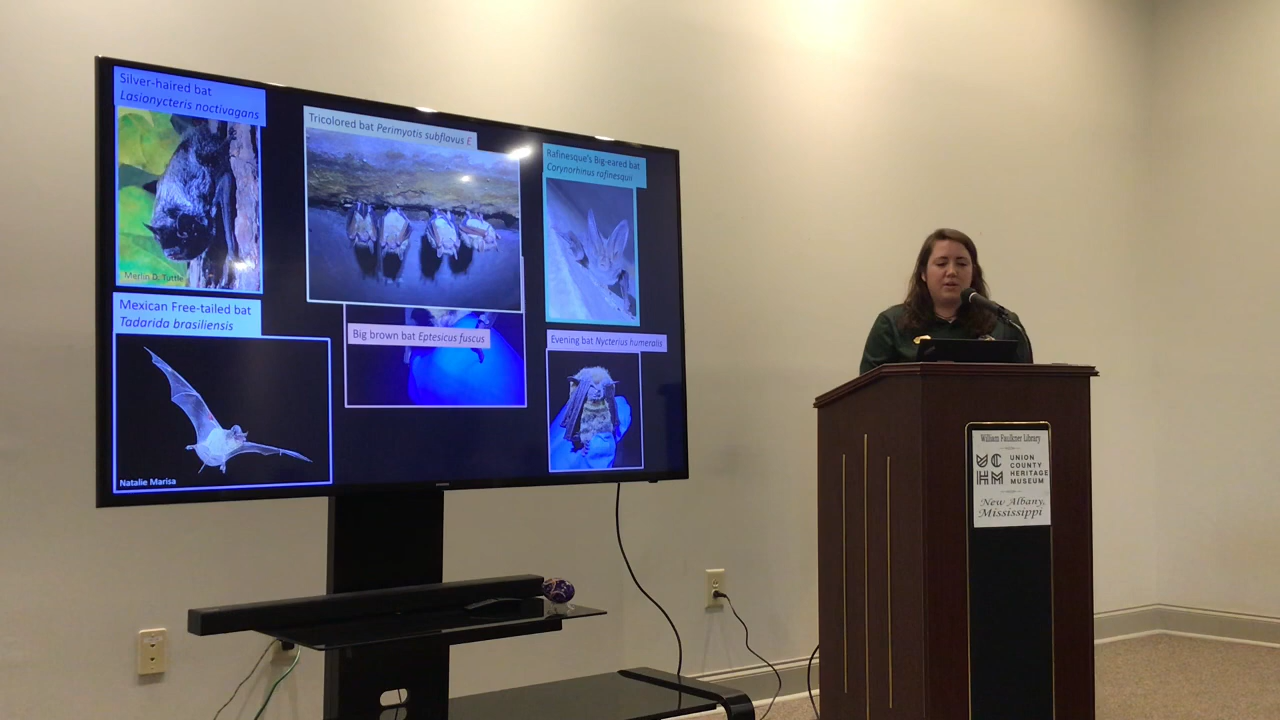 Silver-haired bat
Lasionycteris noctivagans
Merlin D. Tuttle
Tricolored bat Perimyotis subflavus E
Rafinesque's Big-eared bat
Corynorhinus rafinesquii
Mexican Free-tailed bat
Tadarida brasiliensis
Natalie Marisa
Big brown bat Eptesicus fuscus
Evening bat Nycterius humeralis
William Faulkner Library
UC
HM
UNION
COUNTY
HERITAGE
MUSEUM
New Albany,
Mississippi